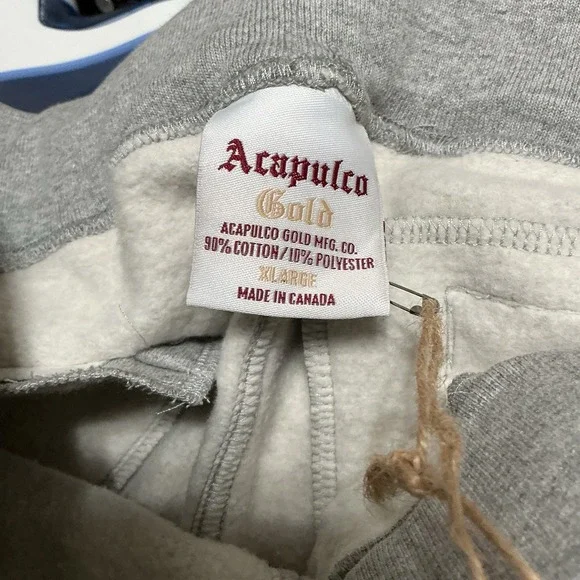 Acapulco
Gold
ACAPULCO GOLD MFG. CO.
90% COTTON/10% POLYESTER
XLARGE
MADE IN CANADA